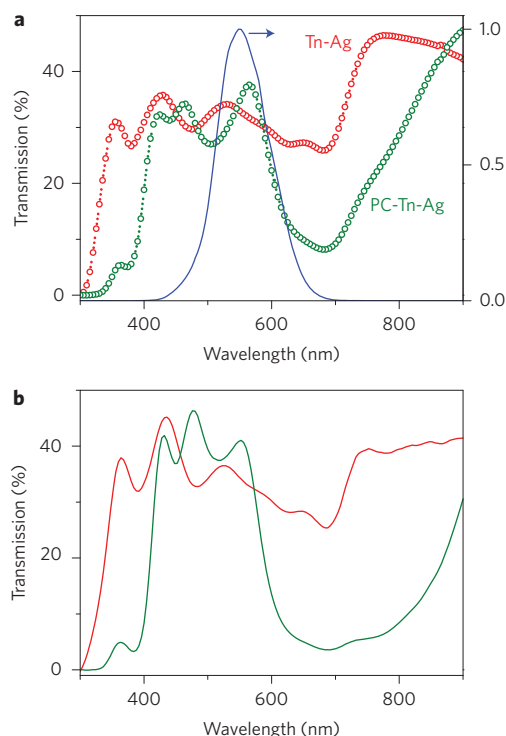 a
Tn-Ag
PC-Tn-Ag
Transmission (%)
40
20
0
1.0
0.5
0.0
400
600
800
Wavelength (nm)
b
Transmission (%)
40
20
0
400
600
800
Wavelength (nm)